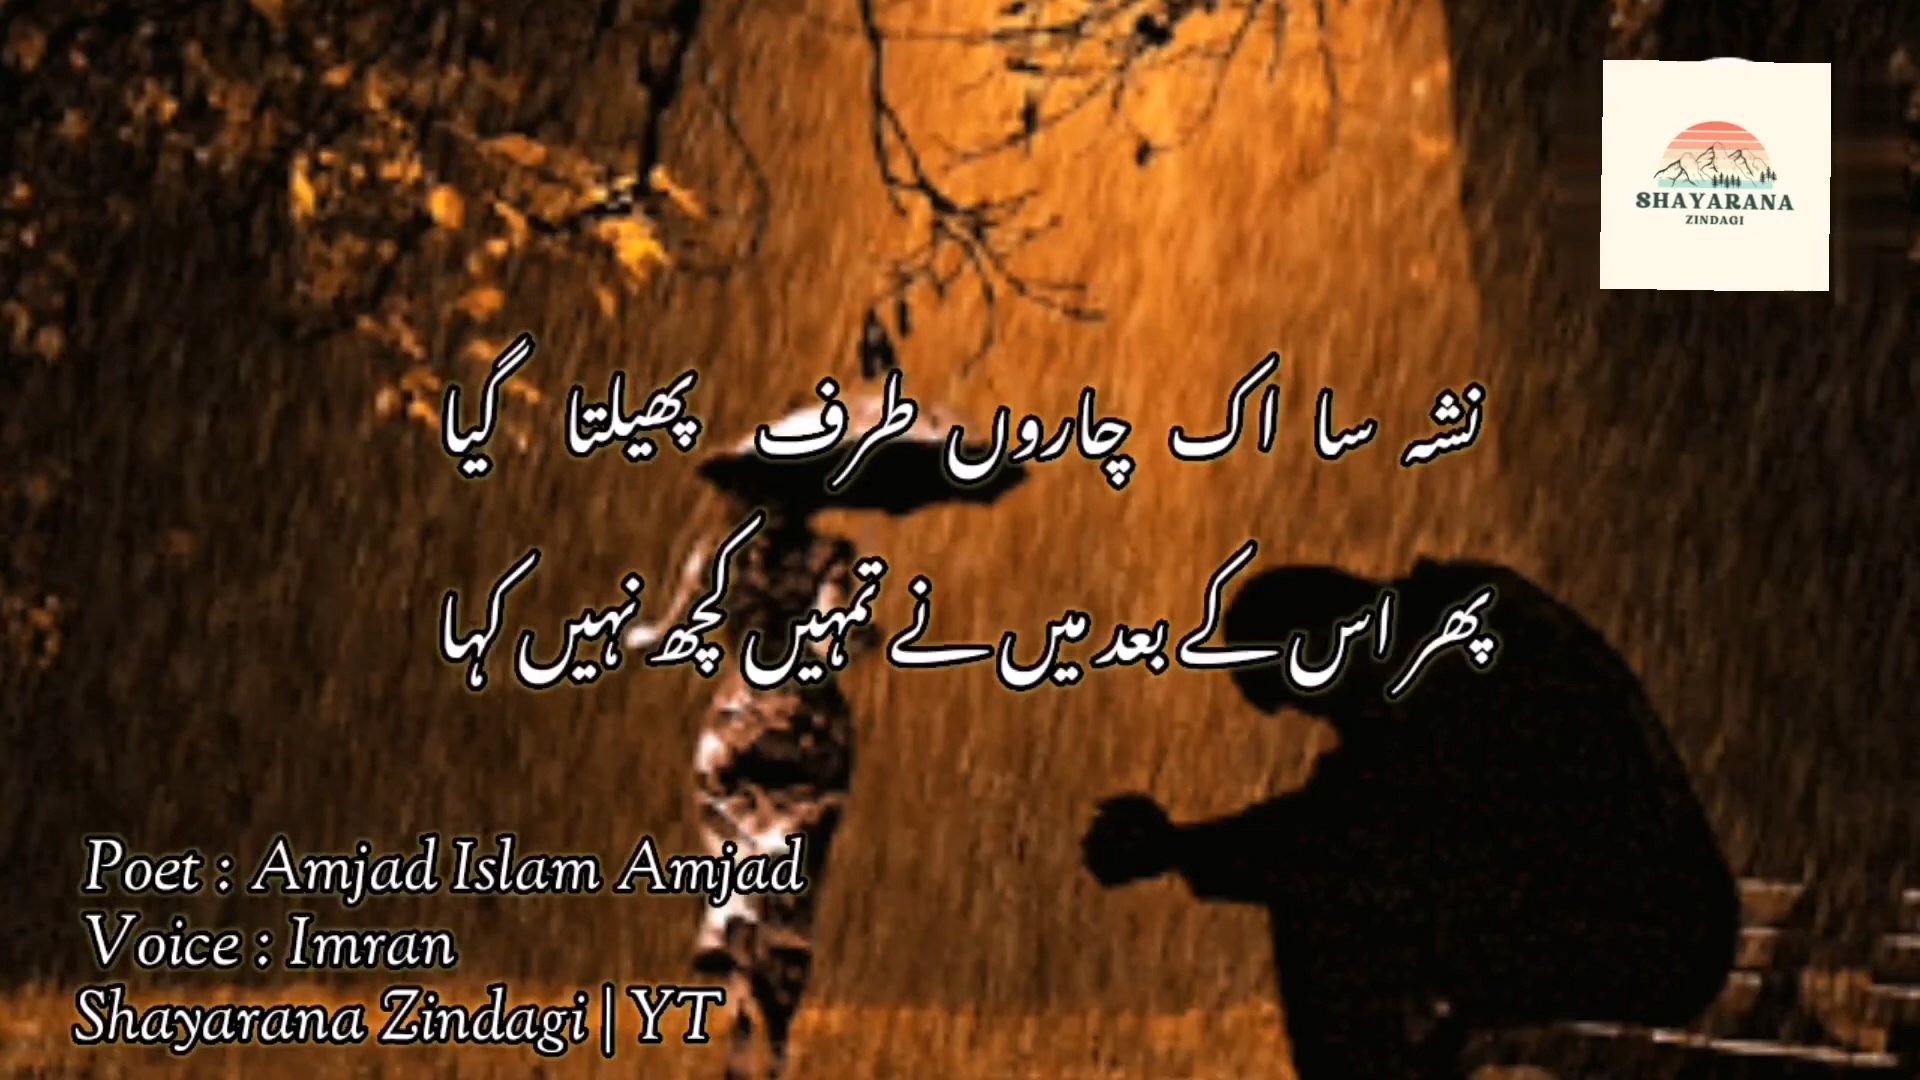 SHAYARANA
ZINDAGI
نشہ سا اک چاروں طرف پھیلتا گیا
پھر اس کے بعد میں نے تمہیں کچھ نہیں کہا
Poet : Amjad Islam Amjad
Voice : Imran
Shayarana Zindagi | YT